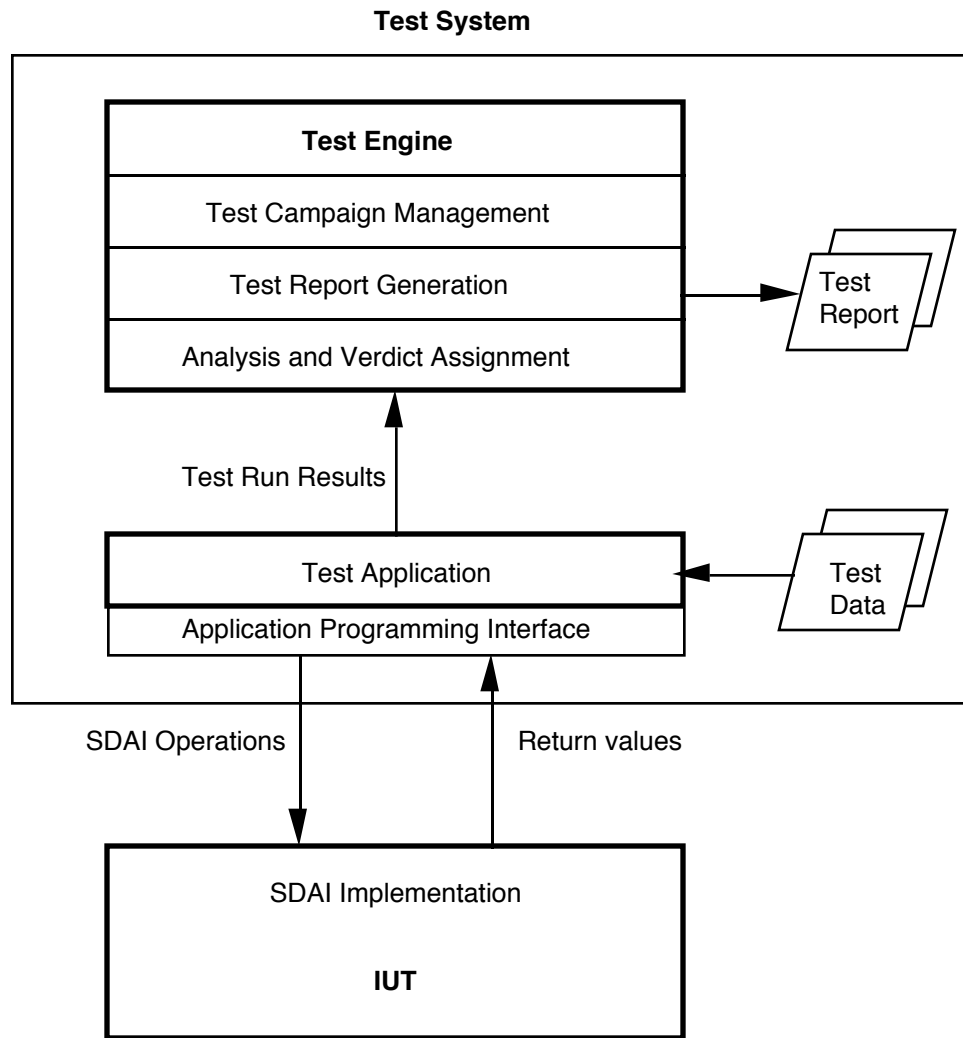 Test System
Test Engine
Test Campaign Management
Test Report Generation
Test
Report
Analysis and Verdict Assignment
Test Run Results
Test Application
Test
Data
Application Programming Interface
SDAI Operations
Return values
SDAI Implementation
IUT